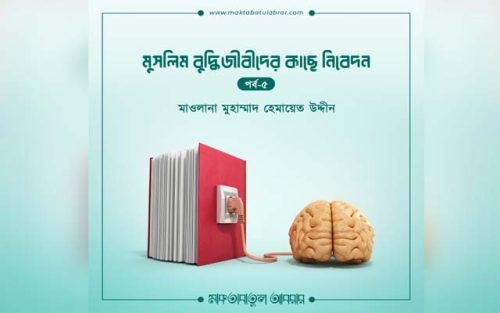 www.maktabatulabrar.com
মুসলিম বুদ্ধিজীবীদের কাছে নিবেদন
পর্ব-৫
মাওলানা মুহাম্মাদ হেমায়েত উদ্দীন
মাকতাবাতুল আবরার